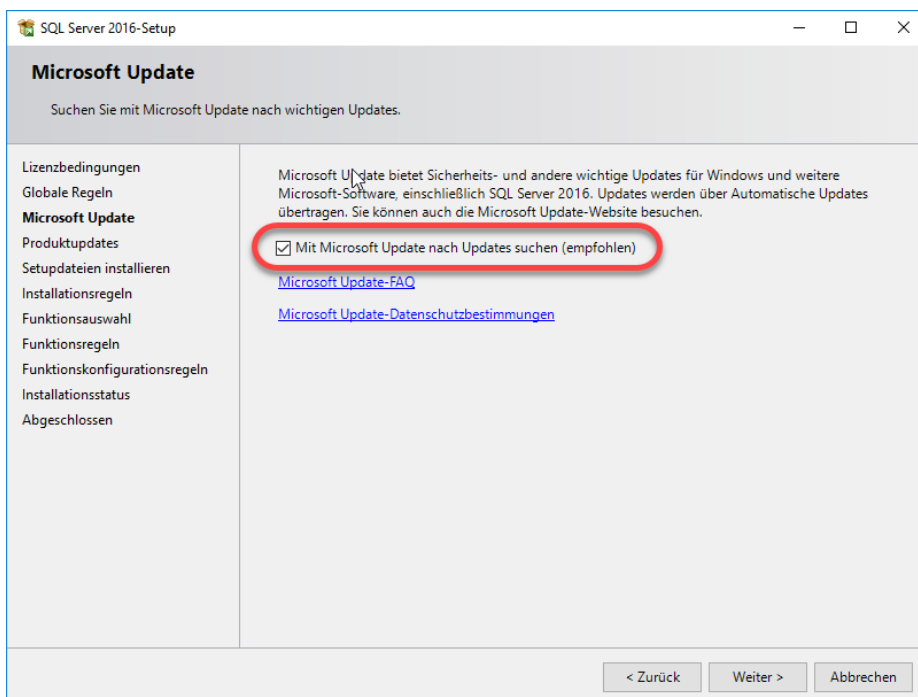 SQL Server 2016-Setup
Microsoft Update
Suchen Sie mit Microsoft Update nach wichtigen Updates.
Lizenzbedingungen
Globale Regeln
Microsoft Update
Produktupdates
Setupdateien installieren
Installationsregeln
Funktionsauswahl
Funktionsregeln
Funktionskonfigurationsregeln
Installationsstatus
Abgeschlossen
Microsoft Update bietet Sicherheits- und andere wichtige Updates für Windows und weitere
Microsoft-Software, einschließlich SQL Server 2016. Updates werden über Automatische Updates
übertragen. Sie können auch die Microsoft Update-Website besuchen.
Mit Microsoft Update nach Updates suchen (empfohlen)
Microsoft Update-FAQ
Microsoft Update-Datenschutzbestimmungen
< Zurück
Weiter >
Abbrechen